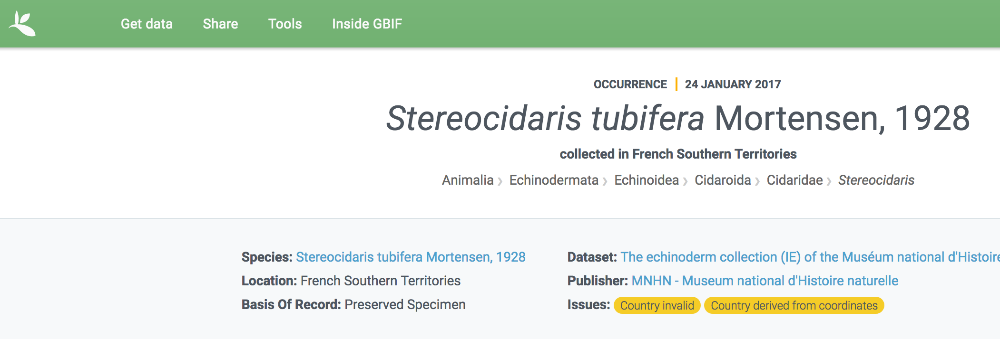 Get data Share Tools Inside GBIF
OCCURRENCE | 24 JANUARY 2017
Stereocidaris tubifera Mortensen, 1928
collected in French Southern Territories
Animalia › Echinodermata › Echinoidea › Cidaroida › Cidaridae › Stereocidaris
Species: Stereocidaris tubifera Mortensen, 1928
Location: French Southern Territories
Basis Of Record: Preserved Specimen
Dataset: The echinoderm collection (IE) of the Muséum national d'Histoire
Publisher: MNHN - Museum national d'Histoire naturelle
Issues: Country invalid Country derived from coordinates